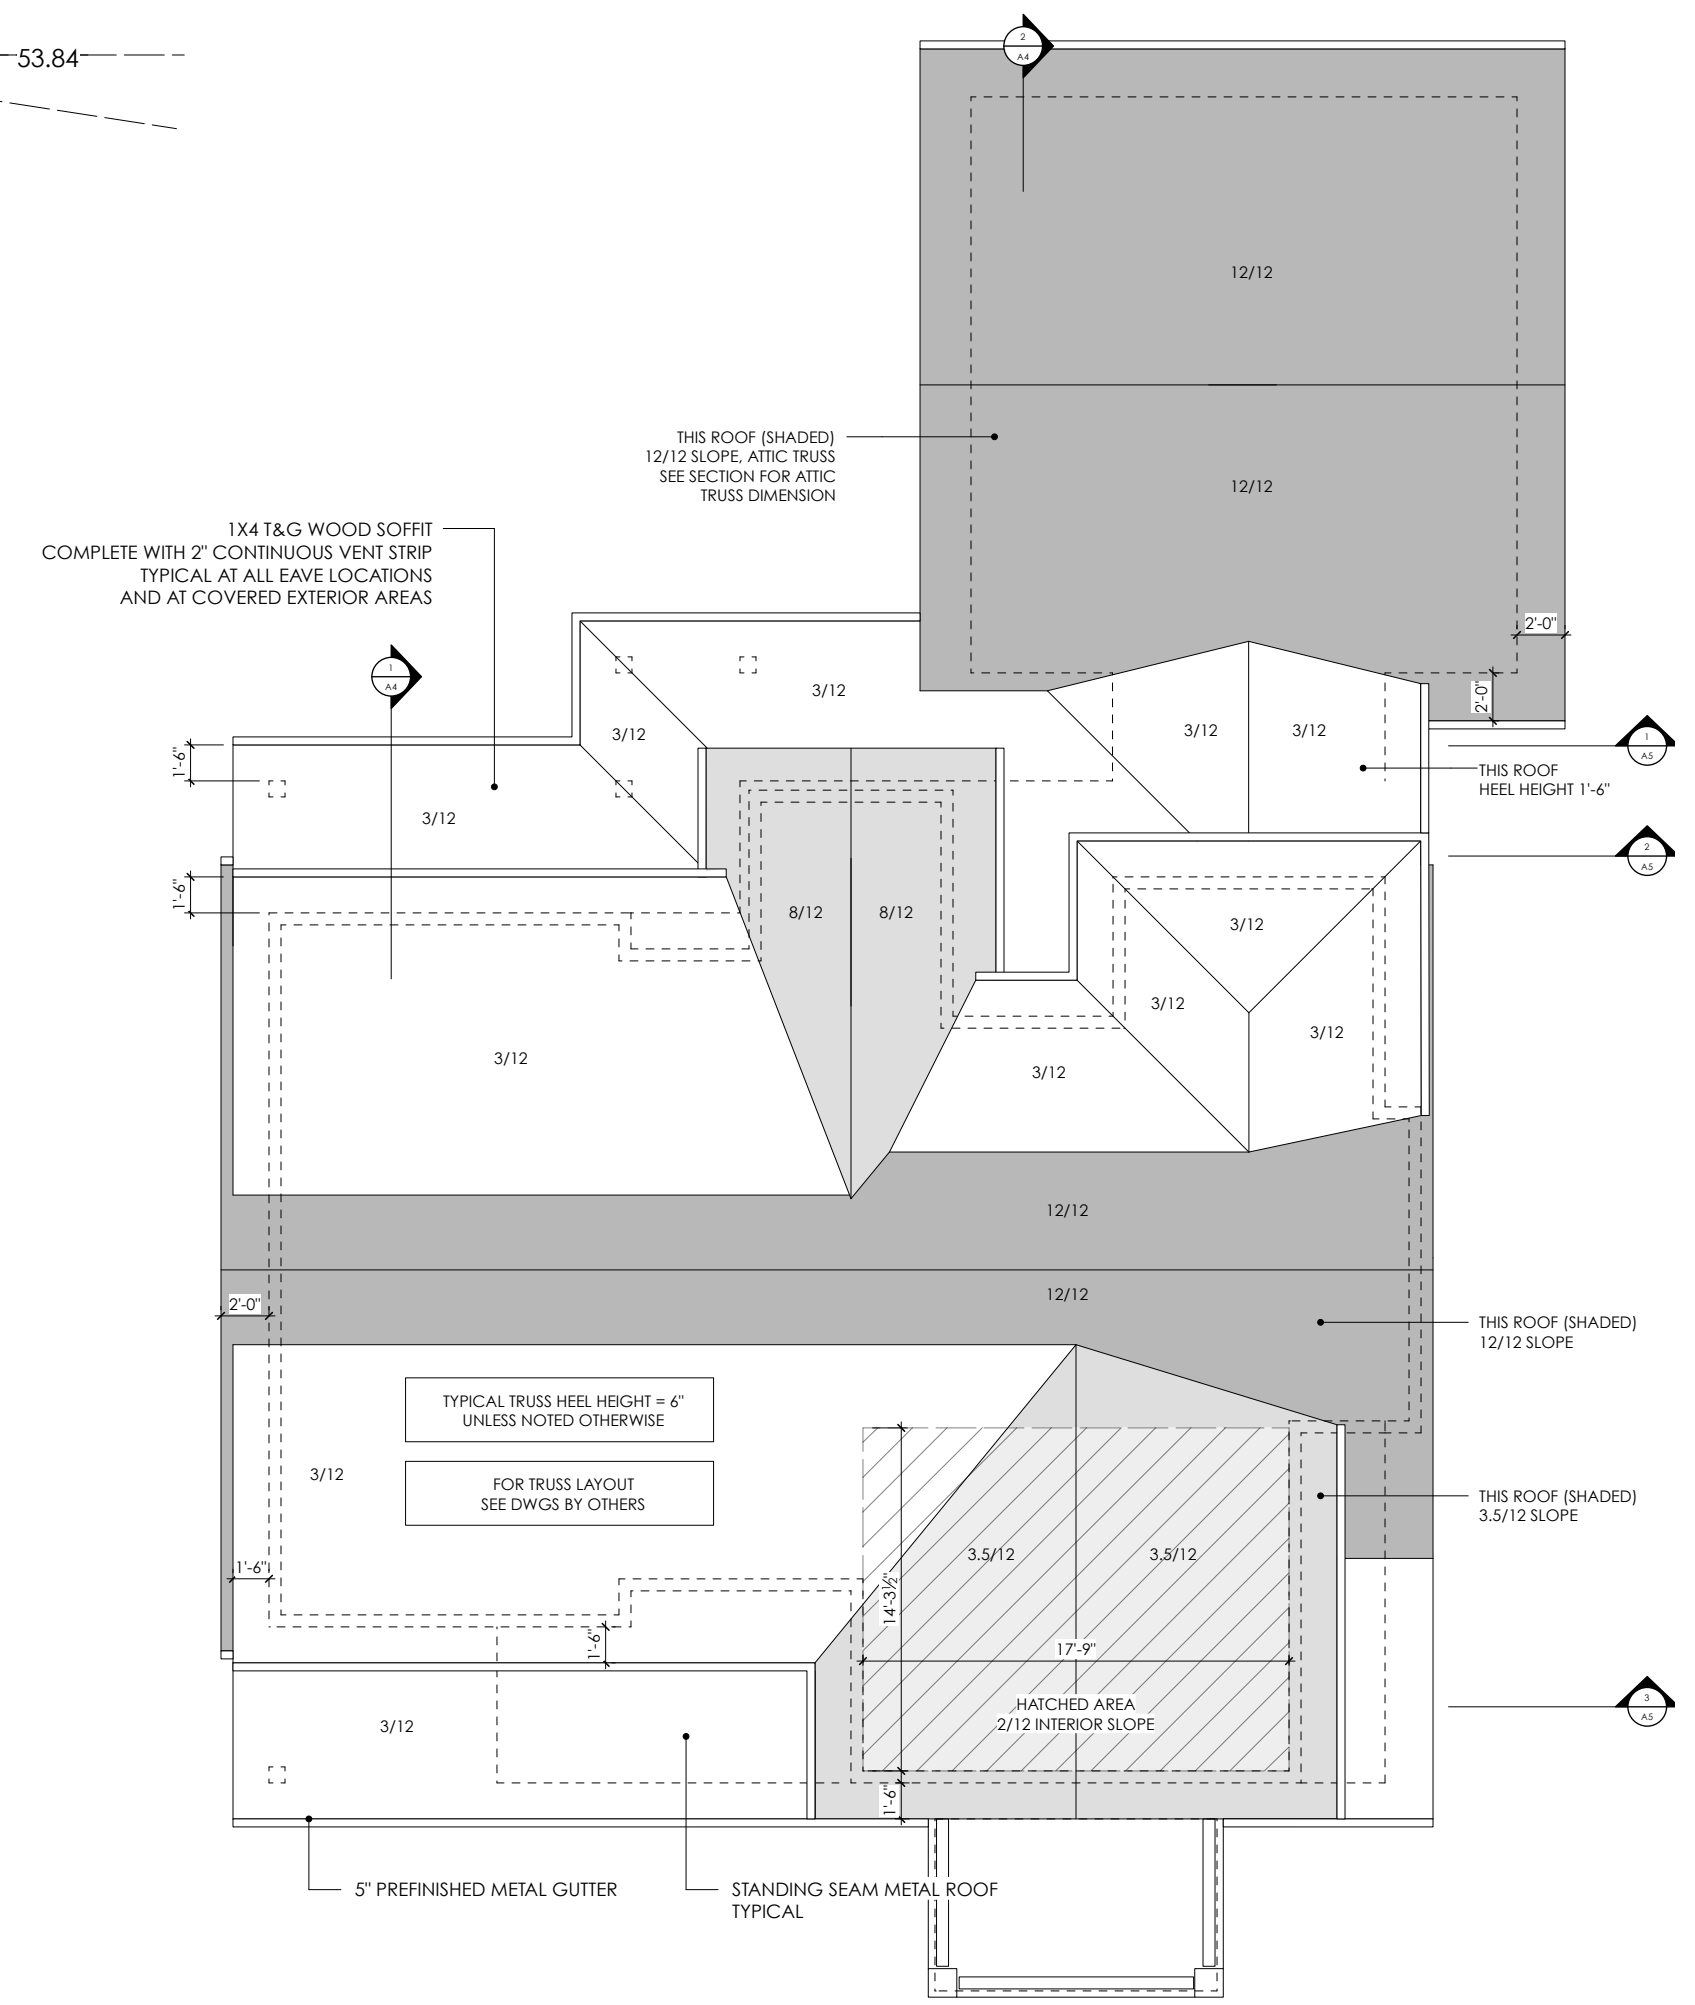 53.84
2
A4
12/12
THIS ROOF (SHADED)
12/12 SLOPE, ATTIC TRUSS
SEE SECTION FOR ATTIC
TRUSS DIMENSION
12/12
1X4 T&G WOOD SOFFIT
COMPLETE WITH 2" CONTINUOUS VENT STRIP
TYPICAL AT ALL EAVE LOCATIONS
AND AT COVERED EXTERIOR AREAS
2'-0"
2'-0"
1
A4
3/12
3/12
3/12
3/12
1
A5
1'-6"
THIS ROOF
HEEL HEIGHT 1'-6"
3/12
2
A5
1'-6"
8/12
8/12
3/12
3/12
3/12
3/12
3/12
12/12
12/12
2'-0"
THIS ROOF (SHADED)
12/12 SLOPE
TYPICAL TRUSS HEEL HEIGHT = 6"
UNLESS NOTED OTHERWISE
3/12
FOR TRUSS LAYOUT
SEE DWGS BY OTHERS
THIS ROOF (SHADED)
3.5/12 SLOPE
3.5/12
3.5/12
1'-6"
14'-3½"
1'-6"
17'-9"
HATCHED AREA
2/12 INTERIOR SLOPE
3
A5
3/12
1'-6"
5" PREFINISHED METAL GUTTER
STANDING SEAM METAL ROOF
TYPICAL